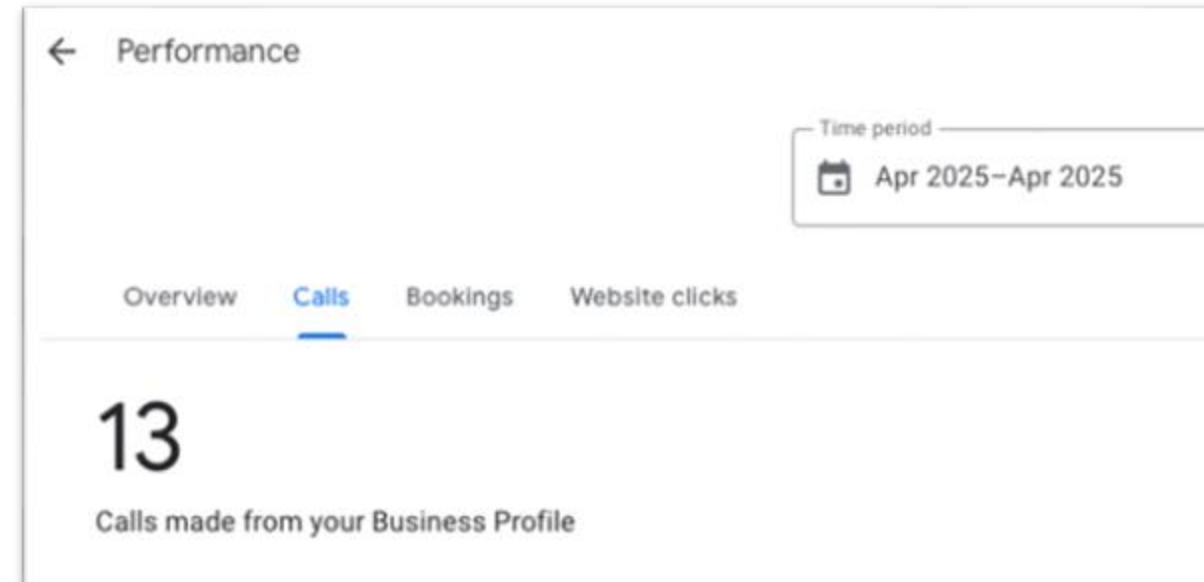 Performance
Time period
Apr 2025–Apr 2025
Overview Calls Bookings Website clicks
13
Calls made from your Business Profile